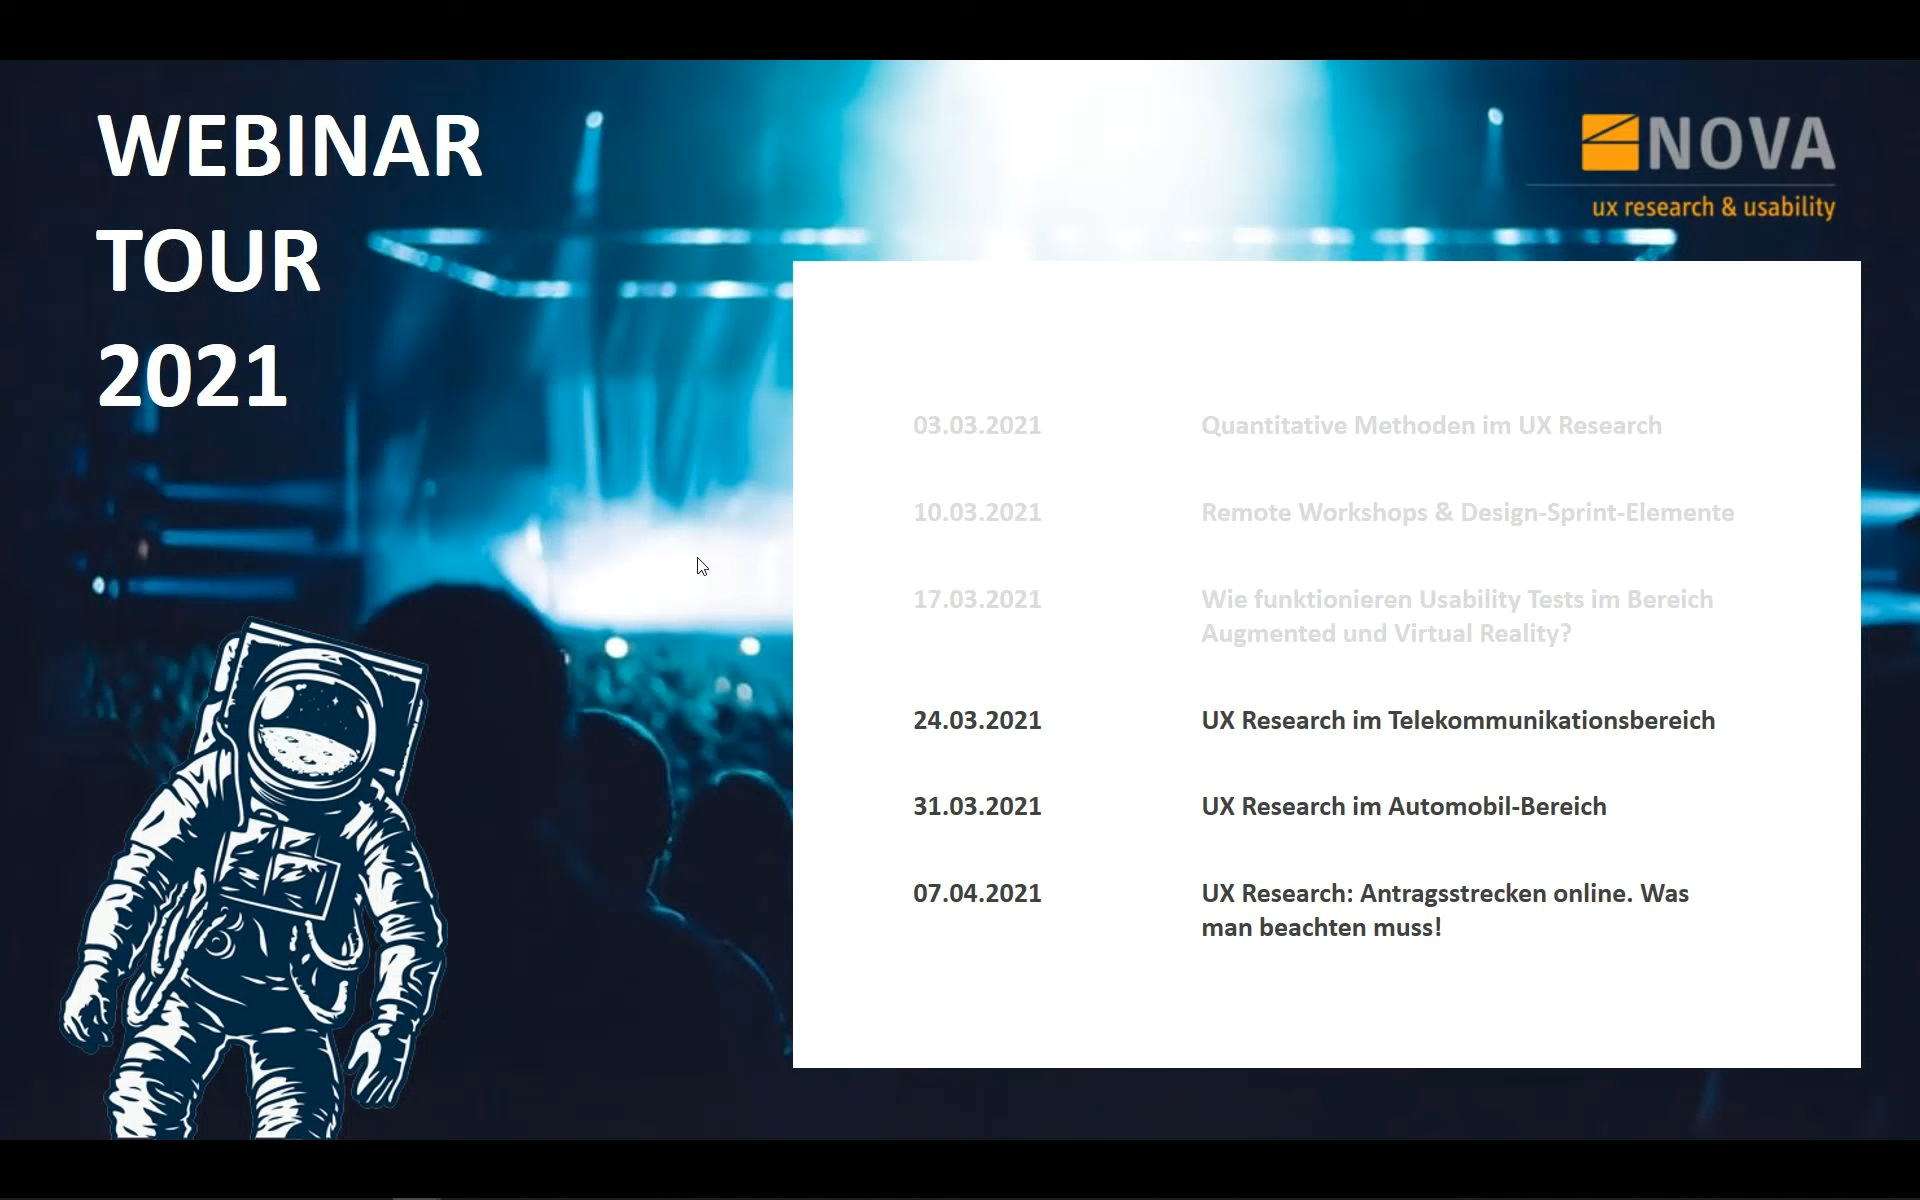 WEBINAR
TOUR
2021
NOVA
ux research & usability
03.03.2021 Quantitative Methoden im UX Research
10.03.2021 Remote Workshops & Design-Sprint-Elemente
17.03.2021 Wie funktionieren Usability Tests im Bereich
Augmented und Virtual Reality?
24.03.2021 UX Research im Telekommunikationsbereich
31.03.2021 UX Research im Automobil-Bereich
07.04.2021 UX Research: Antragsstrecken online. Was
man beachten muss!